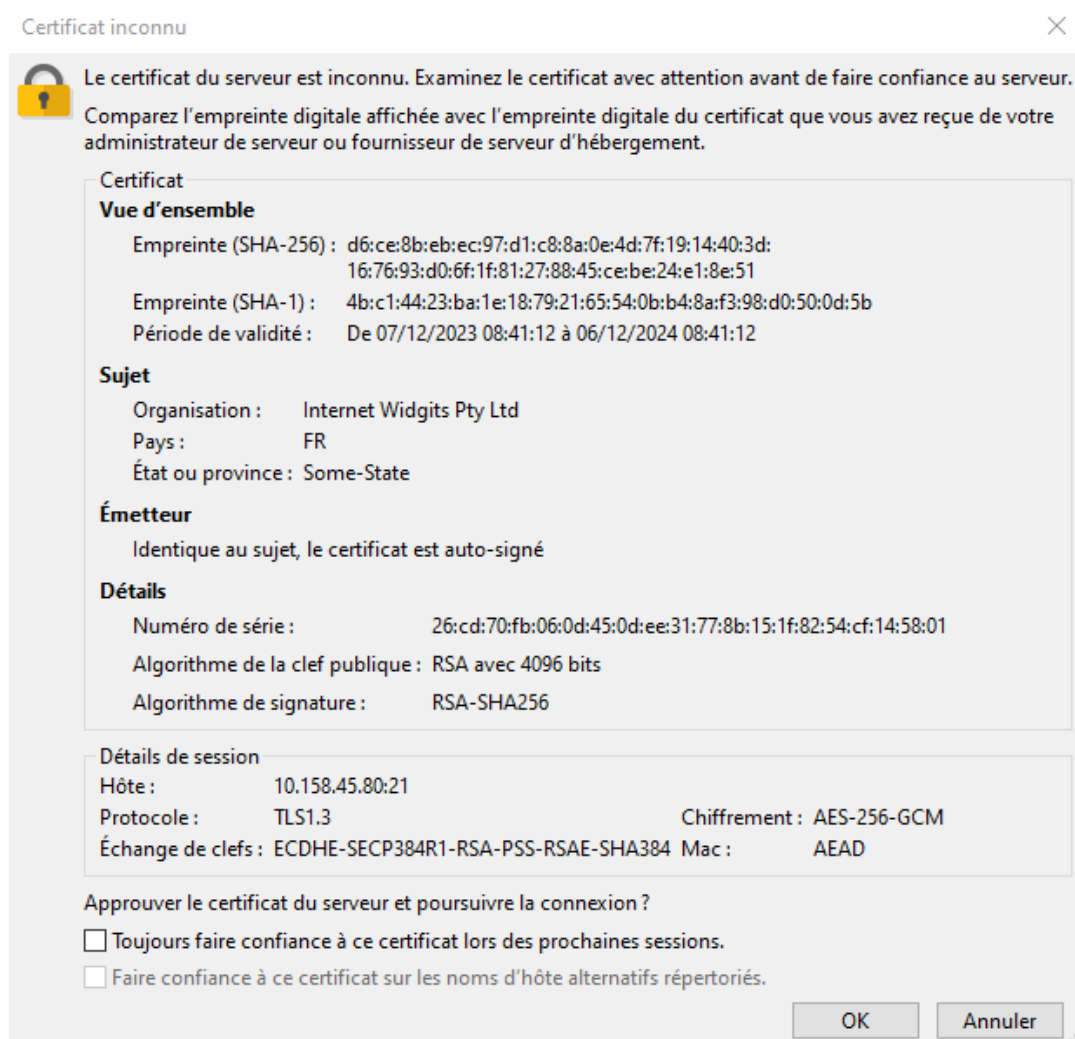 Certificat inconnu
Le certificat du serveur est inconnu. Examinez le certificat avec attention avant de faire confiance au serveur.
Comparez l’empreinte digitale affichée avec l’empreinte digitale du certificat que vous avez reçue de votre
administrateur de serveur ou fournisseur de serveur d’hébergement.
Certificat
Vue d’ensemble
Empreinte (SHA-256) : d6:ce:8b:eb:ec:97:d1:c8:8a:0e:4d:7f:19:14:40:3d:
16:76:93:d0:6f:1f:81:27:88:45:ce:be:24:e1:8e:51
Empreinte (SHA-1) : 4b:c1:44:23:ba:1e:18:79:21:65:54:0b:b4:8a:f3:98:d0:50:0d:5b
Période de validité : De 07/12/2023 08:41:12 à 06/12/2024 08:41:12
Sujet
Organisation : Internet Widgits Pty Ltd
Pays : FR
État ou province : Some-State
Émetteur
Identique au sujet, le certificat est auto-signé
Détails
Numéro de série : 26:cd:70:fb:06:0d:45:0d:ee:31:77:8b:15:1f:82:54:cf:14:58:01
Algorithme de la clef publique : RSA avec 4096 bits
Algorithme de signature : RSA-SHA256
Détails de session
Hôte : 10.158.45.80:21
Protocole : TLS1.3 Chiffrement : AES-256-GCM
Échange de clefs : ECDHE-SECP384R1-RSA-PSS-RSAE-SHA384 Mac : AEAD
Approuver le certificat du serveur et poursuivre la connexion ?
Toujours faire confiance à ce certificat lors des prochaines sessions.
Faire confiance à ce certificat sur les noms d’hôte alternatifs répertoriés.
OK Annuler